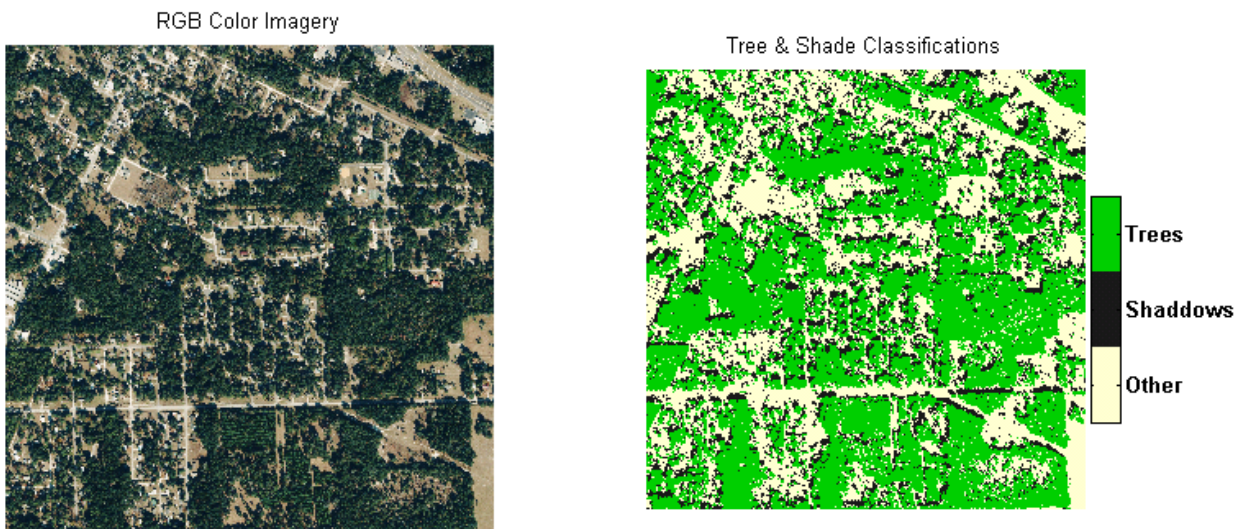 RGB Color Imagery
Tree & Shade Classifications
Trees
Shaddows
Other